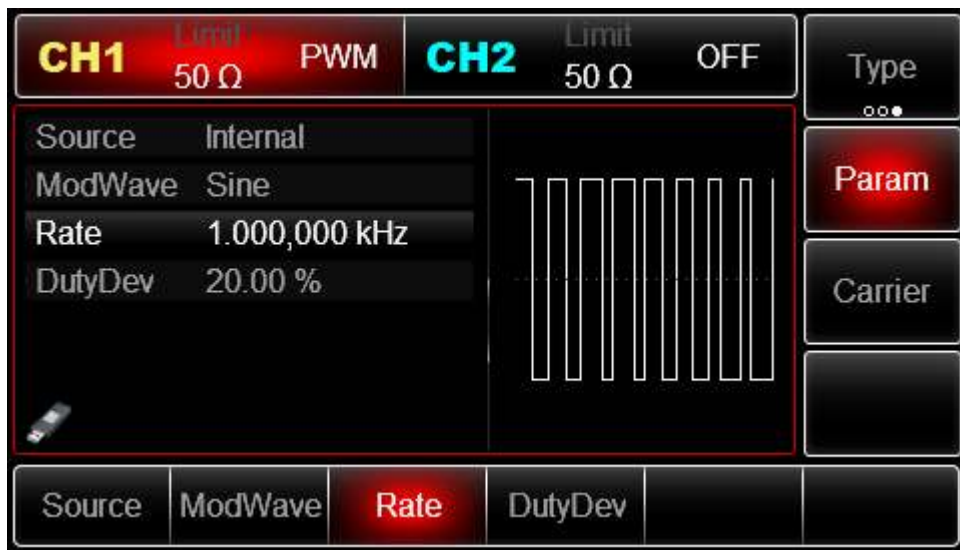 CH1 Limit 50 Ω PWM CH2 Limit 50 Ω OFF Type
Source Internal
ModWave Sine
Rate 1.000,000 kHz
DutyDev 20.00 %
Param
Carrier
Source ModWave Rate DutyDev